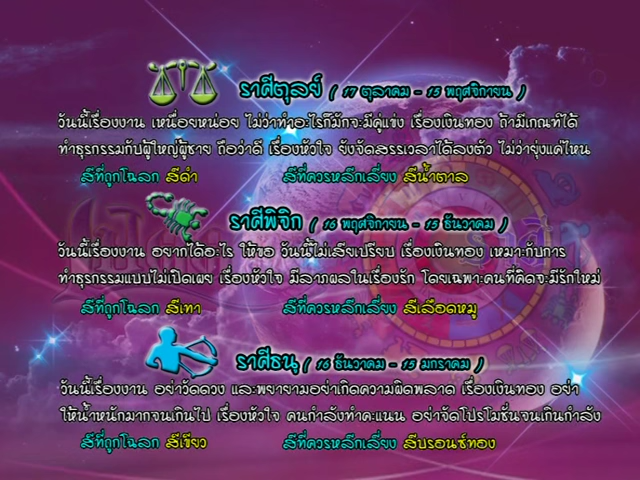 ราศีตุลย์ ( 17 ตุลาคม - 15 พฤศจิกายน )
วันนี้เรื่องงาน เหนื่อยหน่อย ไม่ว่าทำอะไรก็มักจะมีคู่แข่ง เรื่องเงินทอง ถ้ามีเกณฑ์ได้
ทำธุรกรรมกับผู้ใหญ่ผู้ชาย ถือว่าดี เรื่องหัวใจ ยังจัดสรรเวลาได้ลงตัว ไม่ว่ายุ่งแค่ไหน
สีที่ถูกโฉลก สีดำ สีที่ควรหลีกเลี่ยง สีน้ำตาล
ราศีพิจิก ( 16 พฤศจิกายน - 15 ธันวาคม )
วันนี้เรื่องงาน อยากได้อะไร ให้ขอ วันนี้ไม่เสียเปรียบ เรื่องเงินทอง เหมาะกับการ
ทำธุรกรรมแบบไม่เปิดเผย เรื่องหัวใจ มีลาภผลในเรื่องรัก โดยเฉพาะคนที่คิดจะมีรักใหม่
สีที่ถูกโฉลก สีเทา สีที่ควรหลีกเลี่ยง สีเลือดหมู
ราศีธนู ( 16 ธันวาคม - 15 มกราคม )
วันนี้เรื่องงาน อย่าวัดดวง และพยายามอย่าเกิดความผิดพลาด เรื่องเงินทอง อย่า
ให้น้ำหนักมากจนเกินไป เรื่องหัวใจ คนกำลังทำคะแนน อย่าจัดโปรโมชั่นจนเกินกำลัง
สีที่ถูกโฉลก สีเขียว สีที่ควรหลีกเลี่ยง สีบรอนซ์ทอง